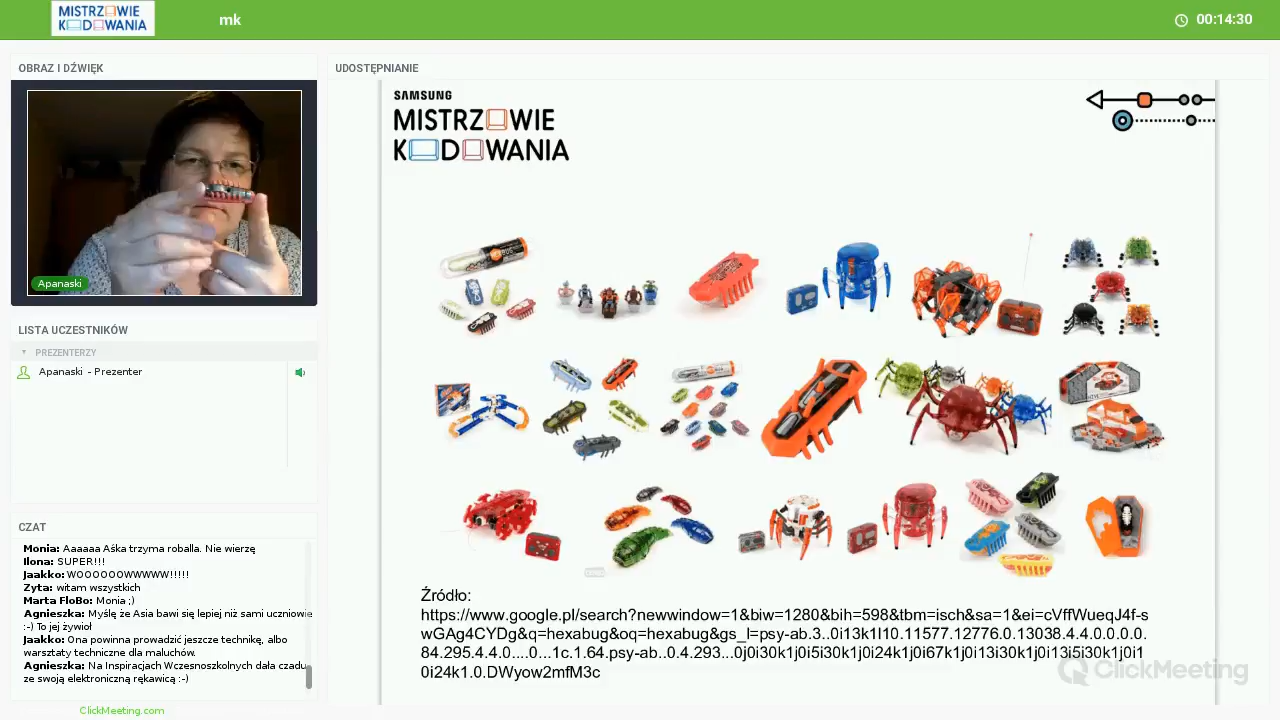 MISTRZOWIE
KODOWANIA
mk
00:14:30
OBRAZ I DŹWIĘK
Apanaski
LISTA UCZESTNIKÓW
PREZENTERZY
Apanaski - Prezenter
CZAT
Monia: Aaaaaa Aśka trzyma roballa. Nie wierzę
Ilona: SUPER!!!
Jaakko: WOOOOOOWWWWW!!!!!
Zyta: witam wszystkich
Marta FloBo: Monia ;)
Agnieszka: Myślę że Asia bawi się lepiej niż sami uczniowie
:-) To jej żywioł
Jaakko: Ona powinna prowadzić jeszcze technikę, albo
warsztaty techniczne dla maluchów.
Agnieszka: Na Inspiracjach Wczesnoszkolnych dała czadu
ze swoją elektroniczną rękawicą :-)
ClickMeeting.com
UDOSTĘPNIANIE
SAMSUNG
MISTRZOWIE
KODOWANIA
Źródło:
https://www.google.pl/search?newwindow=1&biw=1280&bih=598&tbm=isch&sa=1&ei=cVffWueqJ4f-s
wGAg4CYDg&q=hexabug&oq=hexabug&gs_l=psy-ab.3..0i13k1l10.11577.12776.0.13038.4.4.0.0.0.0.
84.295.4.4.0....0...1c.1.64.psy-ab..0.4.293...0j0i30k1j0i5i30k1j0i24k1j0i67k1j0i13i30k1j0i13i5i30k1j0i1
0i24k1.0.DWyow2mfM3c
ClickMeeting